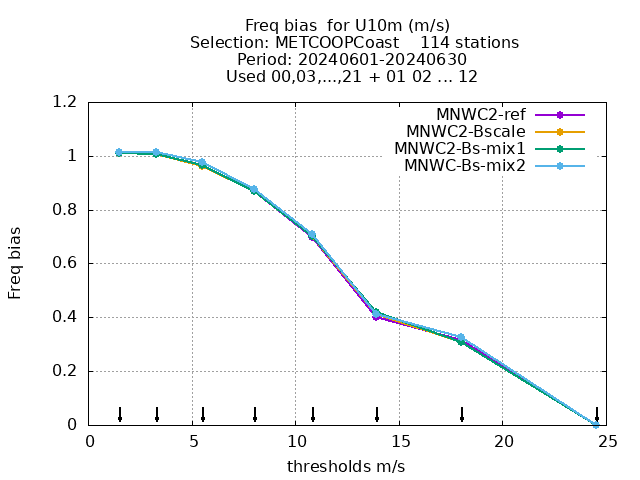 Freq bias  for U10m (m/s)
Selection: METCOOPCoast    114 stations
Period: 20240601-20240630
Used 00,03,...,21 + 01 02 ... 12
MNWC2-ref
MNWC2-Bscale
MNWC2-Bs-mix1
MNWC-Bs-mix2
1.2
1
0.8
0.6
0.4
0.2
0
Freq bias
0 5 10 15 20 25
thresholds m/s